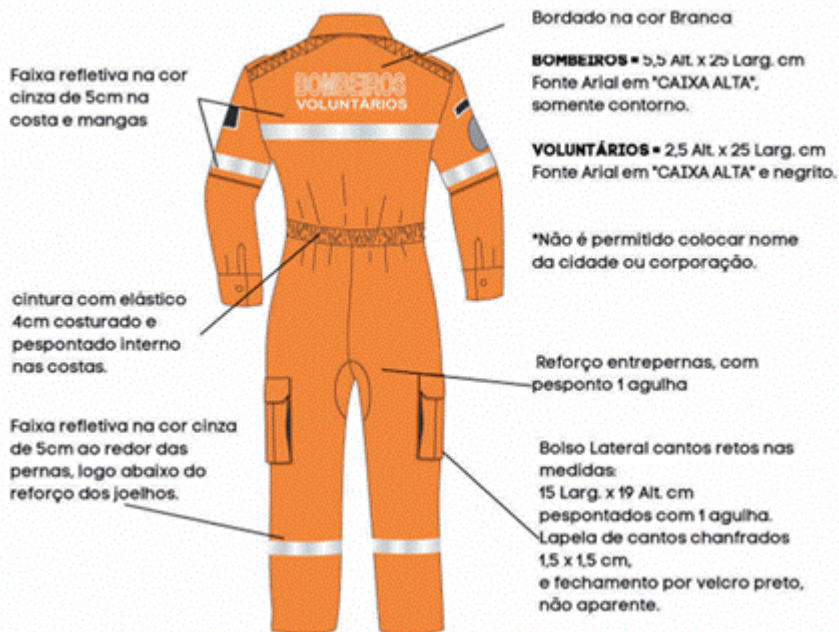 Bordado na cor Branca
BOMBEIROS = 5,5 Alt. x 25 Larg. cm
Fonte Arial em "CAIXA ALTA",
somente contorno.
VOLUNTÁRIOS = 2,5 Alt. x 25 Larg. cm
Fonte Arial em "CAIXA ALTA" e negrito.
*Não é permitido colocar nome
da cidade ou corporação.
Faixa refletiva na cor
cinza de 5cm na
costa e mangas
BOMBEIROS
VOLUNTÁRIOS
cintura com elástico
4cm costurado e
pespontado interno
nas costas.
Reforço entrepernas, com
pesponto 1 agulha
Faixa refletiva na cor cinza
de 5cm ao redor das
pernas, logo abaixo do
reforço dos joelhos.
Bolso Lateral cantos retos nas
medidas:
15 Larg. x 19 Alt. cm
pespontados com 1 agulha.
Lapela de cantos chanfrados
1,5 x 1,5 cm,
e fechamento por velcro preto,
não aparente.